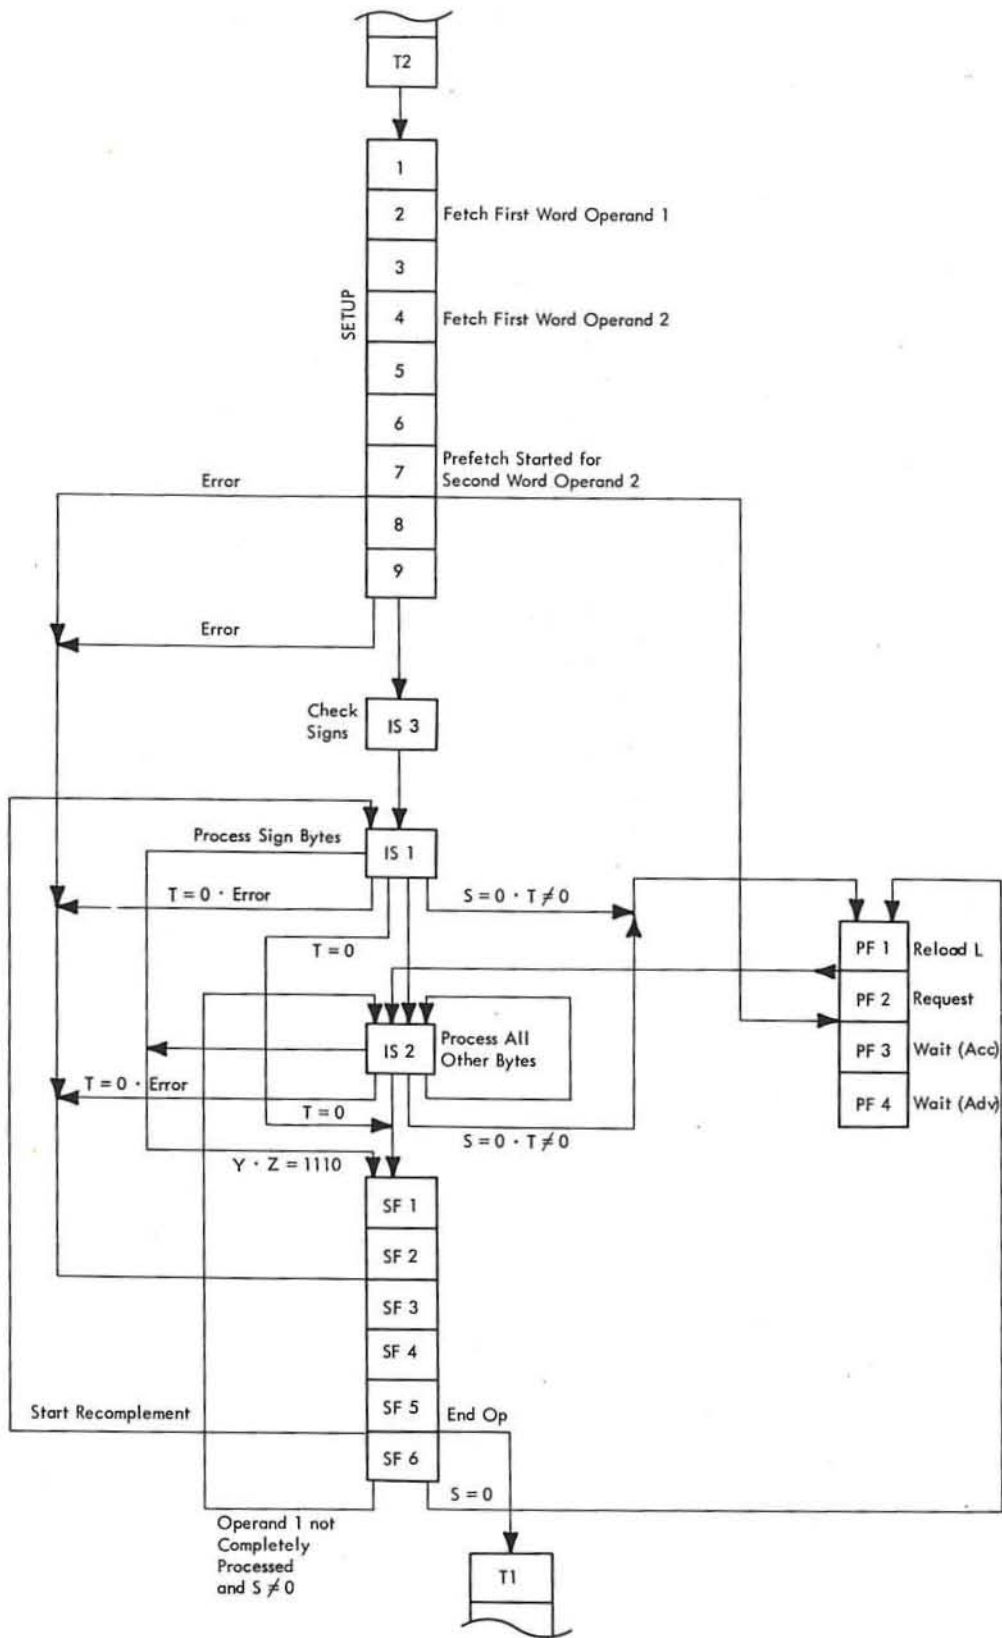 T2
1
2
Fetch First Word Operand 1
3
SETUP
4
Fetch First Word Operand 2
5
6
7
Prefetch Started for
Second Word Operand 2
Error
8
9
Error
Check
Signs
IS 3
Process Sign Bytes
IS 1
T = 0 · Error
S = 0 · T ≠ 0
T = 0
PF 1
Reload L
PF 2
Request
PF 3
Wait (Acc)
PF 4
Wait (Adv)
IS 2
Process All
Other Bytes
T = 0 · Error
T = 0
S = 0 · T ≠ 0
Y · Z = 1110
SF 1
SF 2
SF 3
SF 4
SF 5
Start Recomplement
End Op
SF 6
S = 0
Operand 1 not
Completely
Processed
and S ≠ 0
T1